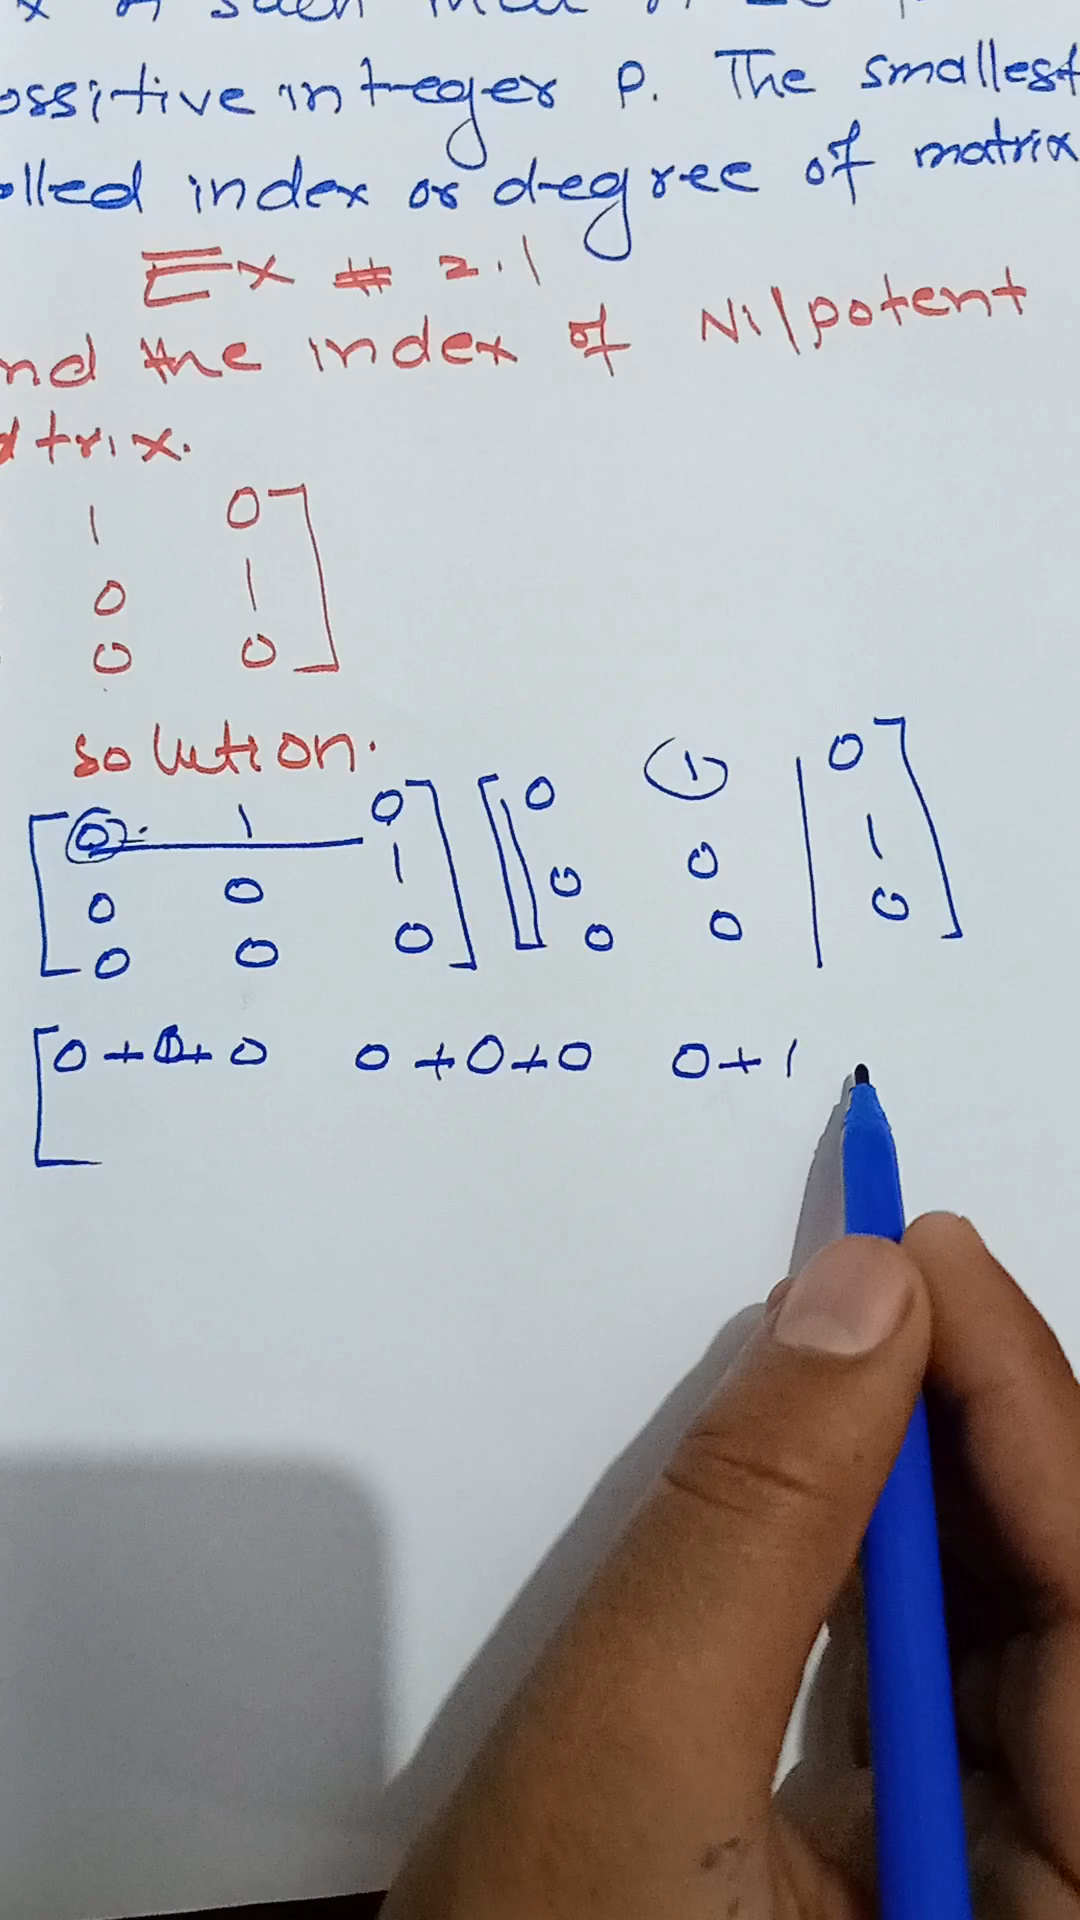 ossitive integer P. The smallest
olled index or degree of matrix
Ex # 2.1
nd the index of Nilpotent
trix.
1 0
0 1
0 0
solution.
[0 1 0] [0 1 0]
0 0 1 0 0 1
0 0 0 0 0 0
[0+0+0 0+0+0 0+1